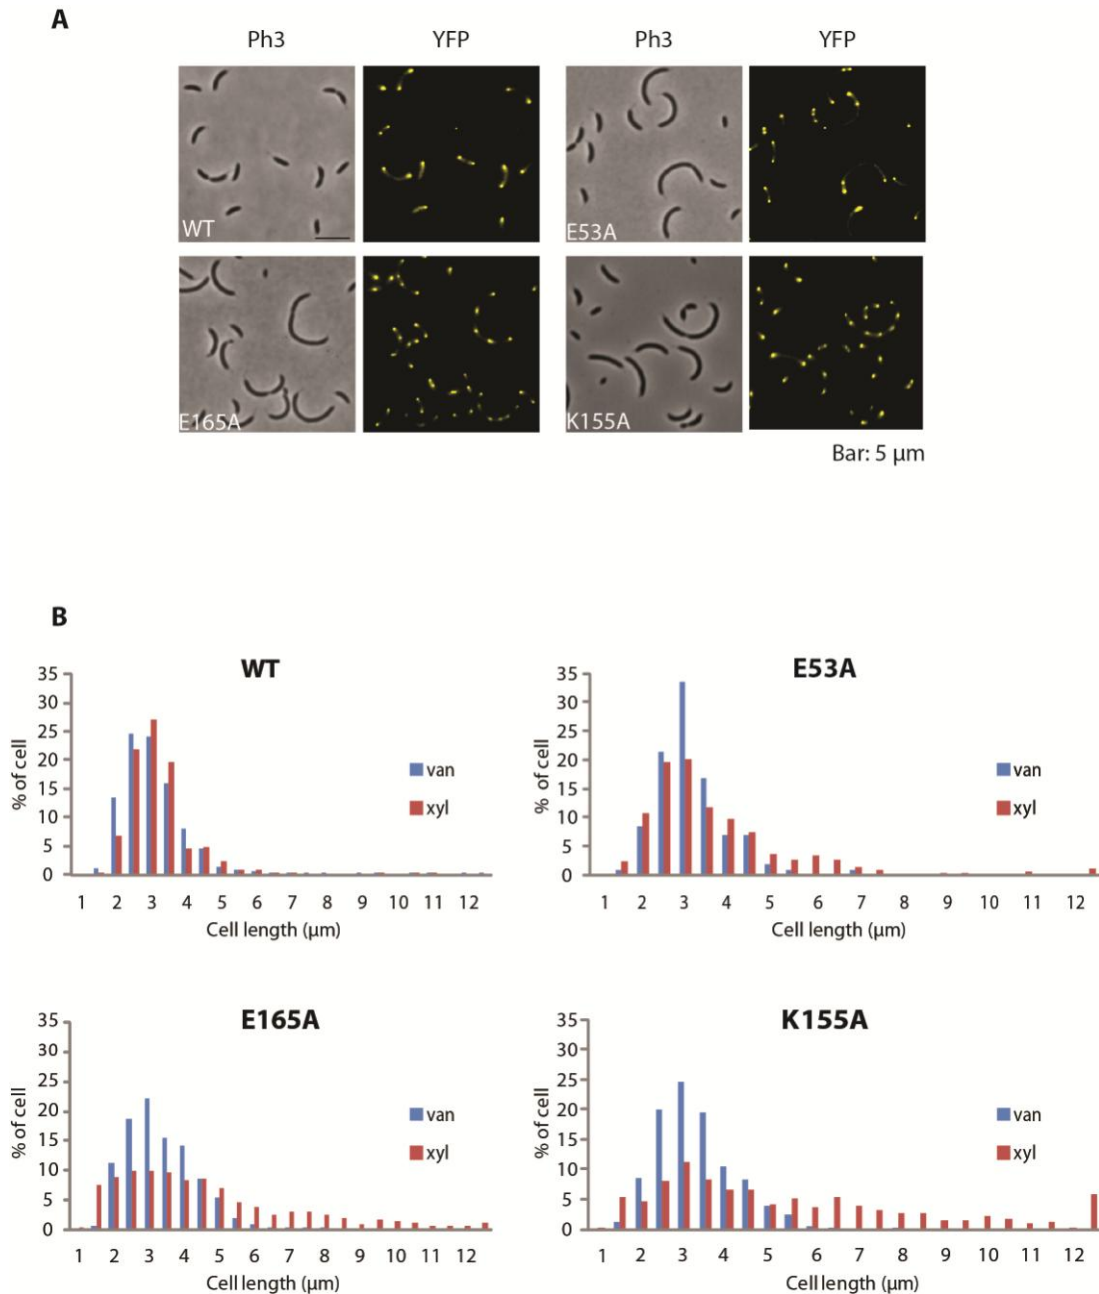 A
Ph3 YFP Ph3 YFP
WT E53A
E165A K155A
Bar: 5 µm
B
WT
35
30
25
20
15
10
5
0
% of cell
van
xyl
1 2 3 4 5 6 7 8 9 10 11 12
Cell length (µm)
E53A
35
30
25
20
15
10
5
0
% of cell
van
xyl
1 2 3 4 5 6 7 8 9 10 11 12
Cell length (µm)
E165A
35
30
25
20
15
10
5
0
% of cell
van
xyl
1 2 3 4 5 6 7 8 9 10 11 12
Cell length (µm)
K155A
35
30
25
20
15
10
5
0
% of cell
van
xyl
1 2 3 4 5 6 7 8 9 10 11 12
Cell length (µm)